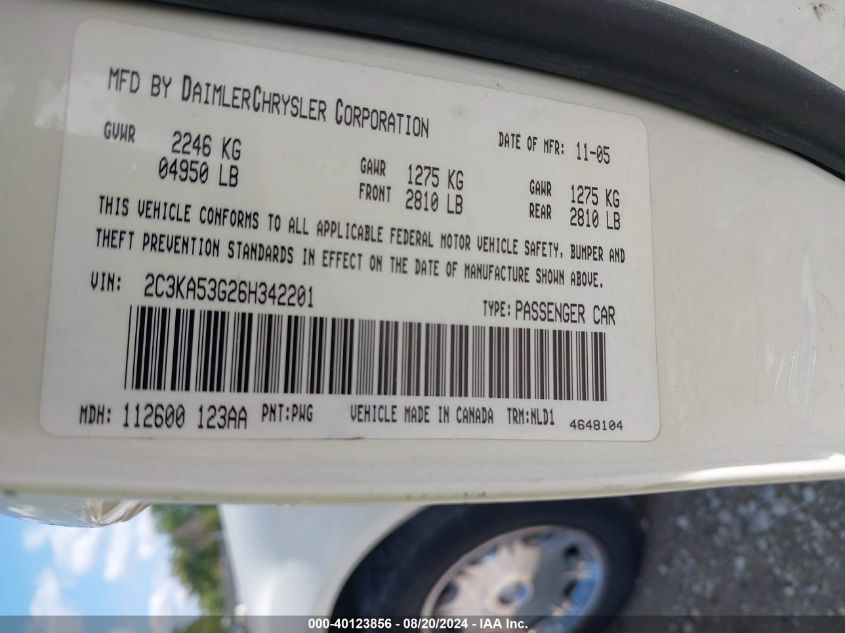 MFD BY DAIMLERCHRYSLER CORPORATION
DATE OF MFR: 11-05
GVWR 2246 KG
04950 LB
GAWR FRONT 1275 KG
2810 LB
GAWR REAR 1275 KG
2810 LB
THIS VEHICLE CONFORMS TO ALL APPLICABLE FEDERAL MOTOR VEHICLE SAFETY, BUMPER AND
THEFT PREVENTION STANDARDS IN EFFECT ON THE DATE OF MANUFACTURE SHOWN ABOVE.
VIN: 2C3KA53G26H342201
TYPE: PASSENGER CAR
MDH: 112600 123AA PNT:PWG VEHICLE MADE IN CANADA TRM:NLD1 4648104
000-40123856 / 08/20/2024 - IAA Inc.